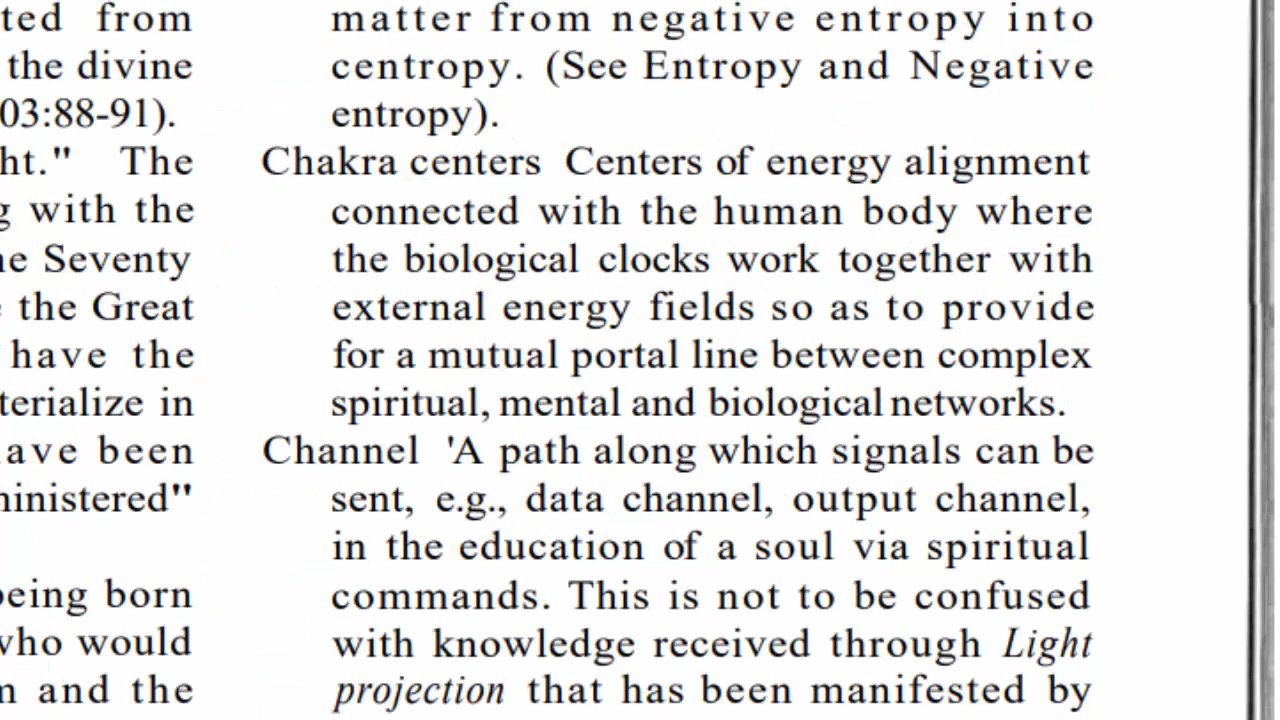 ted from
the divine
03:88-91).
ht." The
g with the
Seventy
the Great
have the
terialize in
ave been
ministered"
being born
who would
and the
matter from negative entropy into
centropy. (See Entropy and Negative
entropy).
Chakra centers Centers of energy alignment
connected with the human body where
the biological clocks work together with
external energy fields so as to provide
for a mutual portal line between complex
spiritual, mental and biological networks.
Channel 'A path along which signals can be
sent, e.g., data channel, output channel,
in the education of a soul via spiritual
commands. This is not to be confused
with knowledge received through Light
projection that has been manifested by